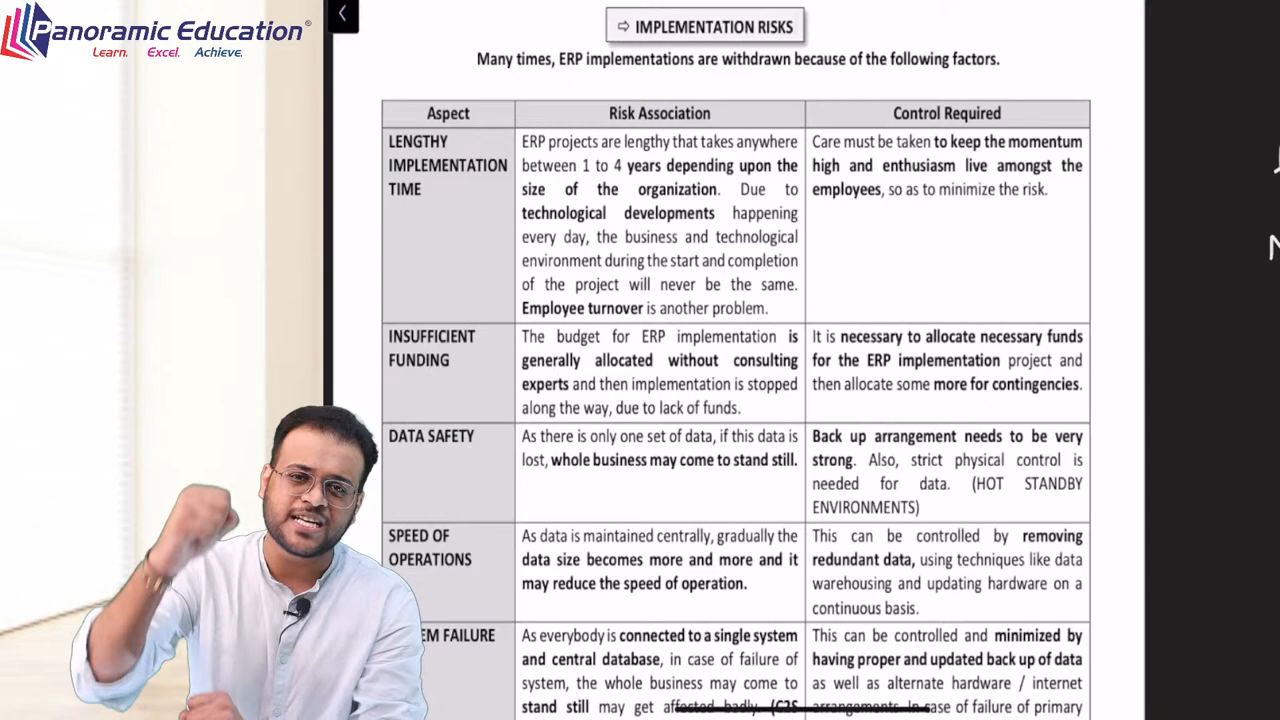 Panoramic Education®
Learn. Excel. Achieve.
⇨ IMPLEMENTATION RISKS
Many times, ERP implementations are withdrawn because of the following factors.
Aspect
Risk Association
Control Required
LENGTHY
IMPLEMENTATION
TIME
ERP projects are lengthy that takes anywhere
between 1 to 4 years depending upon the
size of the organization. Due to
technological developments happening
every day, the business and technological
environment during the start and completion
of the project will never be the same.
Employee turnover is another problem.
Care must be taken to keep the momentum
high and enthusiasm live amongst the
employees, so as to minimize the risk.
INSUFFICIENT
FUNDING
The budget for ERP implementation is
generally allocated without consulting
experts and then implementation is stopped
along the way, due to lack of funds.
It is necessary to allocate necessary funds
for the ERP implementation project and
then allocate some more for contingencies.
DATA SAFETY
As there is only one set of data, if this data is
lost, whole business may come to stand still.
Back up arrangement needs to be very
strong. Also, strict physical control is
needed for data. (HOT STANDBY
ENVIRONMENTS)
SPEED OF
OPERATIONS
As data is maintained centrally, gradually the
data size becomes more and more and it
may reduce the speed of operation.
This can be controlled by removing
redundant data, using techniques like data
warehousing and updating hardware on a
continuous basis.
EM FAILURE
As everybody is connected to a single system
and central database, in case of failure of
system, the whole business may come to
stand still may get affected badly. (C2S
This can be controlled and minimized by
having proper and updated back up of data
as well as alternate hardware / internet
arrangements. In case of failure of primary